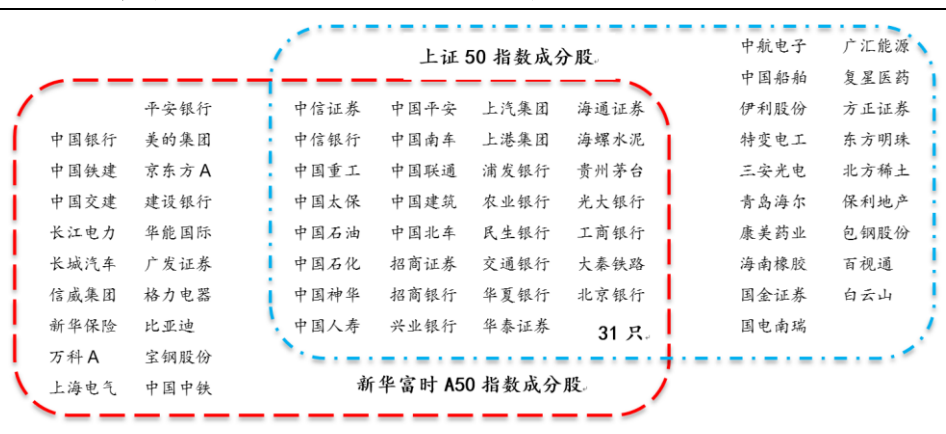 上证 50 指数成分股
中航电子 广汇能源
中国船舶 复星医药
平安银行 中信证券 中国平安 上汽集团 海通证券 伊利股份 方正证券
中国银行 美的集团 中信银行 中国南车 上港集团 海螺水泥 特变电工 东方明珠
中国铁建 京东方A 中国重工 中国联通 浦发银行 贵州茅台 三安光电 北方稀土
中国交建 建设银行 中国太保 中国建筑 农业银行 光大银行 青岛海尔 保利地产
长江电力 华能国际 中国石油 中国北车 民生银行 工商银行 康美药业 包钢股份
长城汽车 广发证券 中国石化 招商证券 交通银行 大秦铁路 海南橡胶 百视通
信威集团 格力电器 中国神华 招商银行 华夏银行 北京银行 国金证券 白云山
新华保险 比亚迪 中国人寿 兴业银行 华泰证券 31 只 国电南瑞
万科A 宝钢股份
上海电气 中国中铁 新华富时 A50 指数成分股